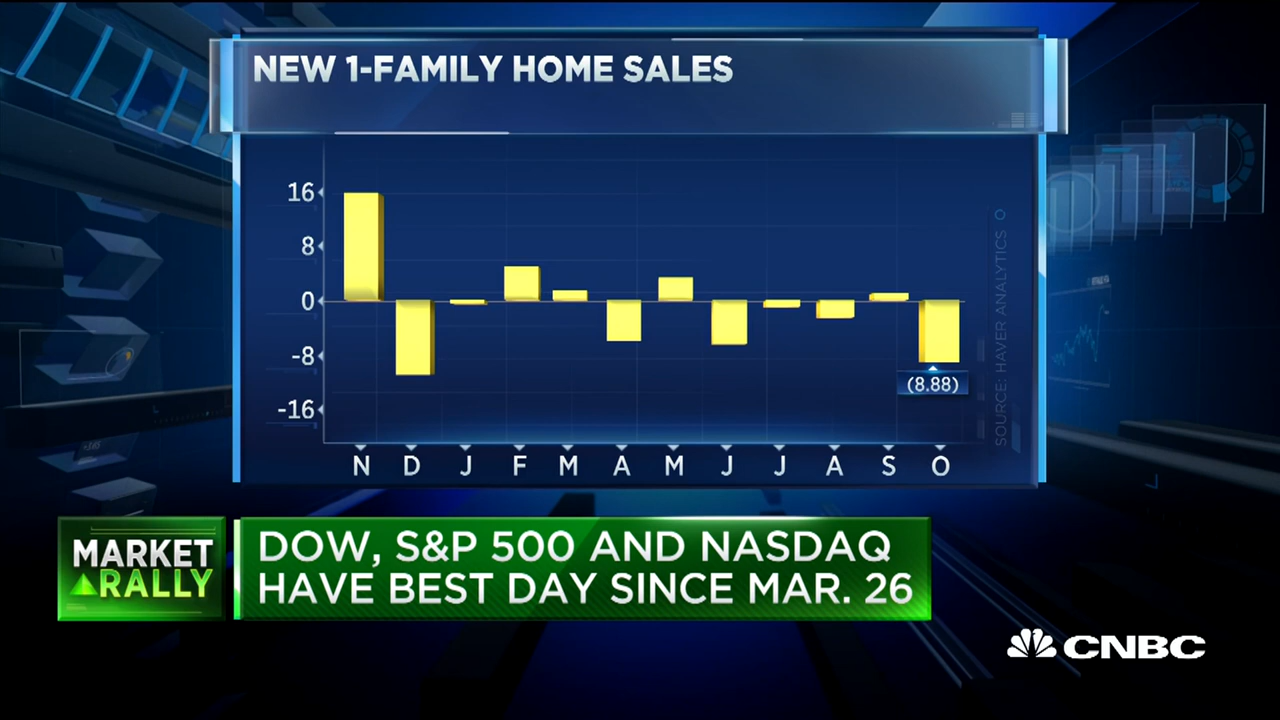 NEW 1-FAMILY HOME SALES
16
8
0
-8
-16
(8.88)
N D J F M A M J J A S O
SOURCE: HAVER ANALYTICS
MARKET
RALLY
DOW, S&P 500 AND NASDAQ
HAVE BEST DAY SINCE MAR. 26
CNBC